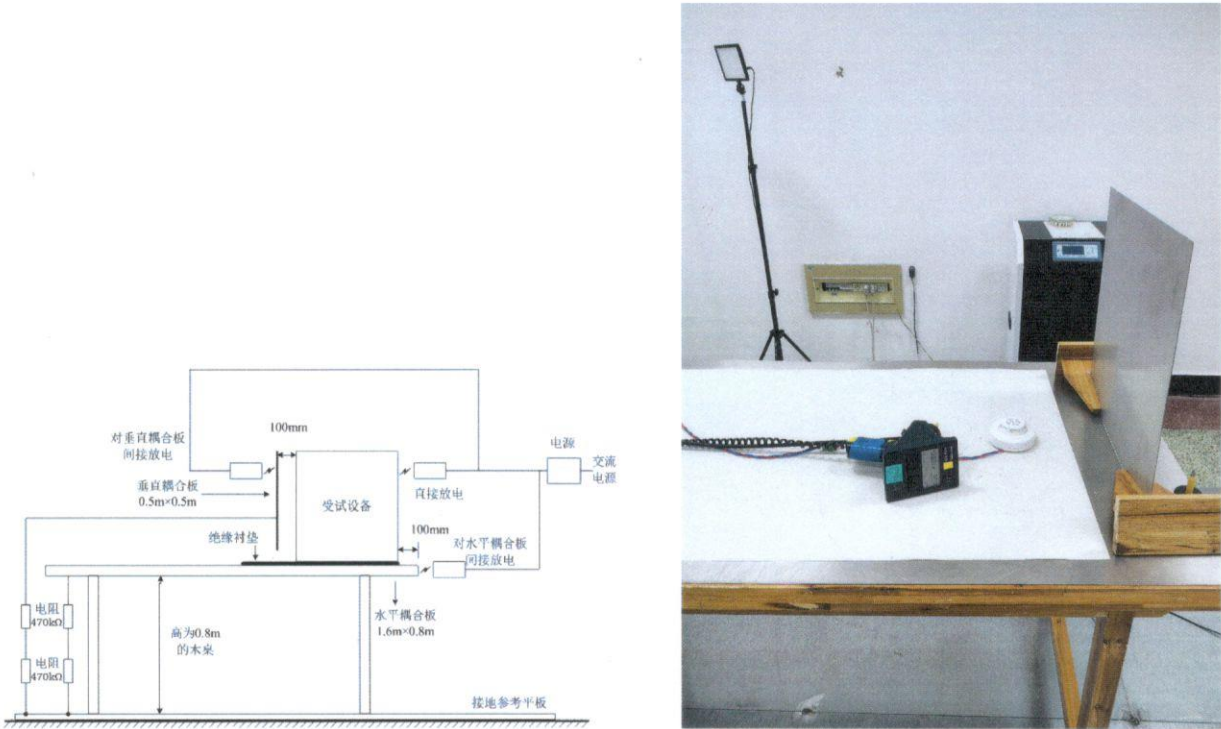 对垂直耦合板
间接放电
100mm
电源
交流
电源
垂直耦合板
0.5m×0.5m
受试设备
直接放电
100mm
绝缘衬垫
对水平耦合板
间接放电
电阻
470kΩ
高为0.8m
的木桌
水平耦合板
1.6m×0.8m
电阻
470kΩ
接地参考平板